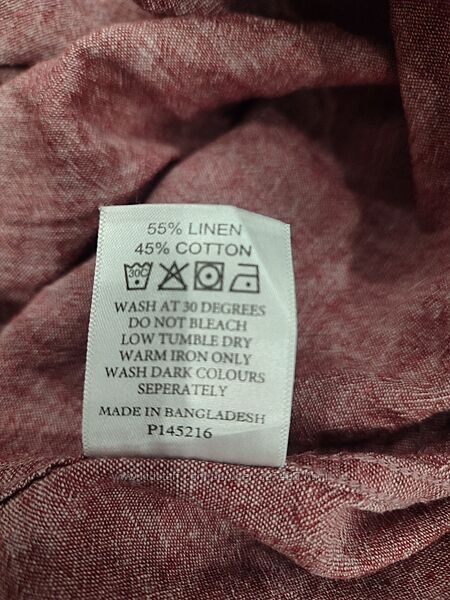 55% LINEN
45% COTTON
30C
WASH AT 30 DEGREES
DO NOT BLEACH
LOW TUMBLE DRY
WARM IRON ONLY
WASH DARK COLOURS
SEPERATELY
MADE IN BANGLADESH
P145216